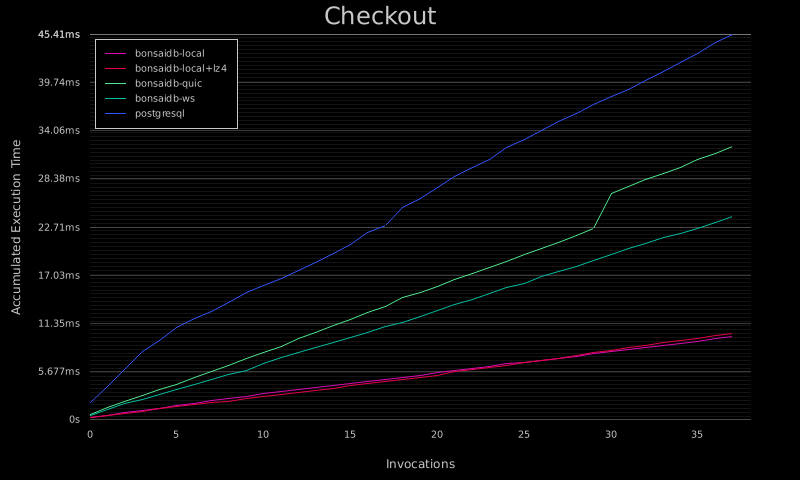 Checkout
45.41ms
39.74ms
34.06ms
28.38ms
22.71ms
17.03ms
11.35ms
5.677ms
0s
bonsaidb-local
bonsaidb-local+lz4
bonsaidb-quic
bonsaidb-ws
postgresql
Accumulated Execution Time
0 5 10 15 20 25 30 35
Invocations